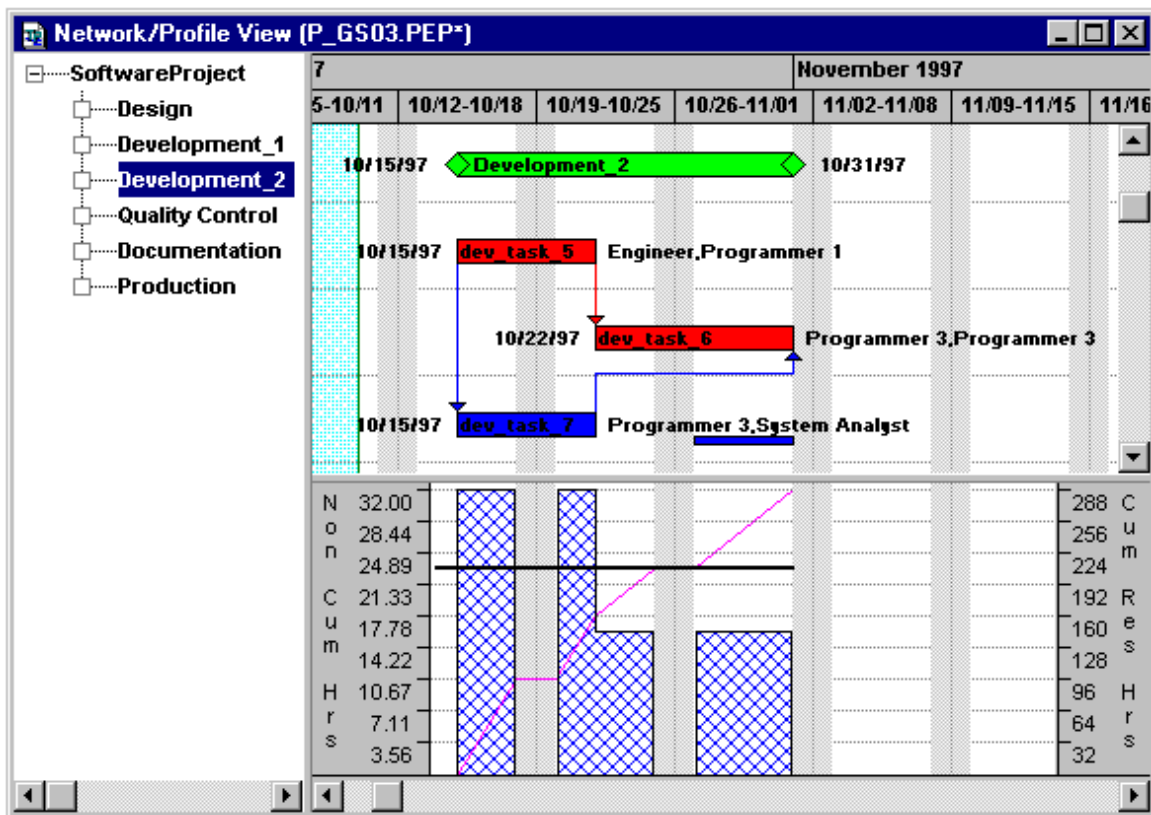 Network/Profile View (P_GS03.PEP*)
SoftwareProject
Design
Development_1
Development_2
Quality Control
Documentation
Production
7 November 1997
5-10/11 10/12-10/18 10/19-10/25 10/26-11/01 11/02-11/08 11/09-11/15 11/16
10/15/97 Development_2 10/31/97
10/15/97 dev_task_5 Engineer,Programmer 1
10/22/97 dev_task_6 Programmer 3,Programmer 3
10/15/97 dev_task_7 Programmer 3,System Analyst
Non Cum Hrs
32.00
28.44
24.89
21.33
17.78
14.22
10.67
7.11
3.56
288
256
224
192
160
128
96
64
32
Cum Res Hrs